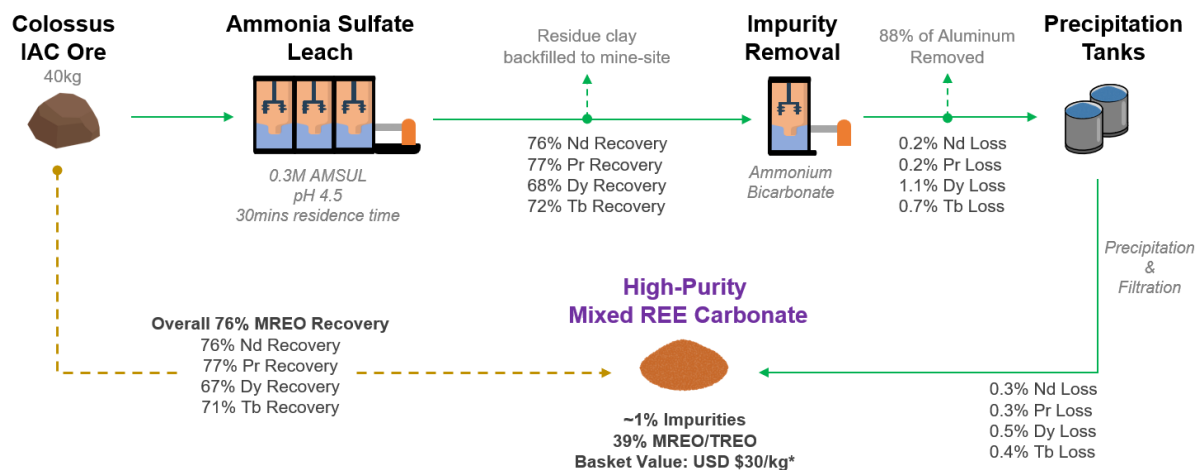 Colossus
IAC Ore
40kg
Ammonia Sulfate
Leach
0.3M AMSUL
pH 4.5
30mins residence time
Residue clay
backfilled to mine-site
76% Nd Recovery
77% Pr Recovery
68% Dy Recovery
72% Tb Recovery
Impurity
Removal
Ammonium
Bicarbonate
88% of Aluminum
Removed
0.2% Nd Loss
0.2% Pr Loss
1.1% Dy Loss
0.7% Tb Loss
Precipitation
Tanks
Precipitation
&
Filtration
0.3% Nd Loss
0.3% Pr Loss
0.5% Dy Loss
0.4% Tb Loss
High-Purity
Mixed REE Carbonate
~1% Impurities
39% MREO/TREO
Basket Value: USD $30/kg*
Overall 76% MREO Recovery
76% Nd Recovery
77% Pr Recovery
67% Dy Recovery
71% Tb Recovery